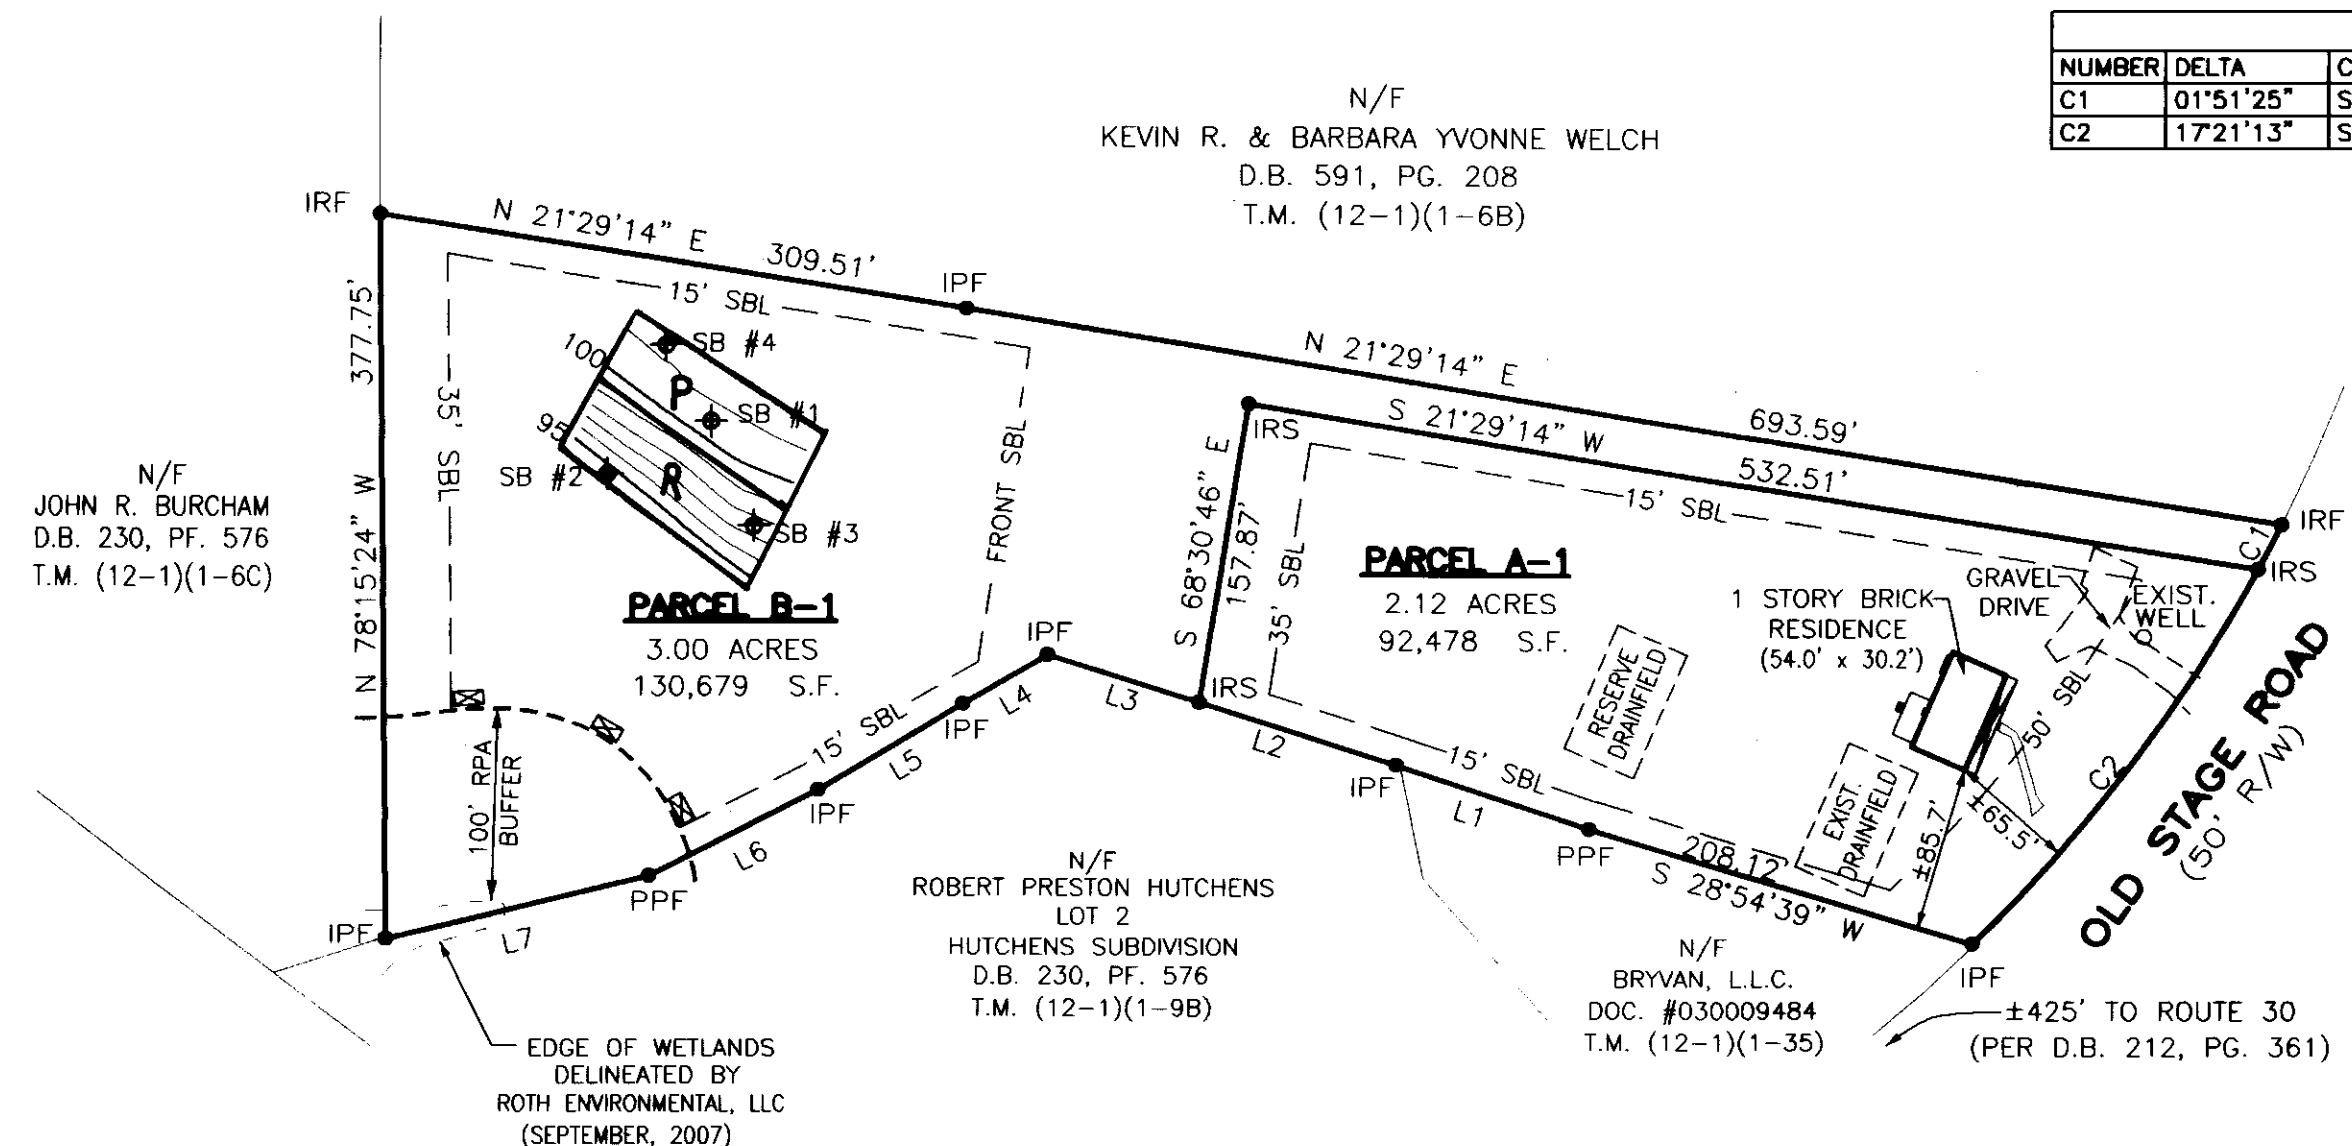 NUMBER DELTA C
C1 01°51'25" S
C2 17°21'13" S
N/F
KEVIN R. & BARBARA YVONNE WELCH
D.B. 591, PG. 208
T.M. (12-1)(1-6B)
IRF
N 21°29'14" E
309.51'
IPF
N 21°29'14" E
693.59'
IRF
C1
IRS
377.75'
N 78°15'24" W
35' SBL
15' SBL
FRONT SBL
100
95
P
R
SB #4
SB #1
SB #2
SB #3
N/F
JOHN R. BURCHAM
D.B. 230, PF. 576
T.M. (12-1)(1-6C)
PARCEL B-1
3.00 ACRES
130,679 S.F.
IRS
S 21°29'14" W
532.51'
15' SBL
S 68°30'46" E
157.87'
35' SBL
PARCEL A-1
2.12 ACRES
92,478 S.F.
GRAVEL
DRIVE
EXIST.
WELL
1 STORY BRICK
RESIDENCE
(54.0' x 30.2')
RESERVE
DRAINFIELD
EXIST.
DRAINFIELD
50' SBL
±65.5'
±85.7'
C2
OLD STAGE ROAD
(50' R/W)
IPF
L3
IRS
L4
IPF
L5
15' SBL
IPF
L6
PPF
L7
IPF
100' RPA
BUFFER
L2
IPF
15' SBL
L1
PPF
208.12'
S 28°54'39" W
IPF
N/F
ROBERT PRESTON HUTCHENS
LOT 2
HUTCHENS SUBDIVISION
D.B. 230, PF. 576
T.M. (12-1)(1-9B)
N/F
BRYVAN, L.L.C.
DOC. #030009484
T.M. (12-1)(1-35)
±425' TO ROUTE 30
(PER D.B. 212, PG. 361)
EDGE OF WETLANDS
DELINEATED BY
ROTH ENVIRONMENTAL, LLC
(SEPTEMBER, 2007)